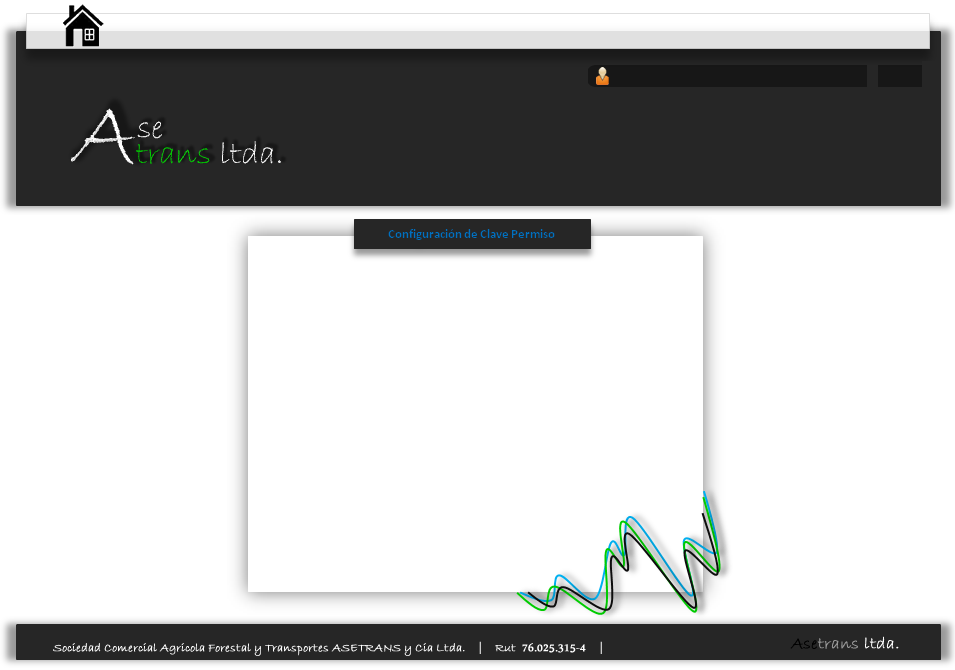 Ase
trans ltda.
Configuración de Clave Permiso
Sociedad Comercial Agricola Forestal y Transportes ASETRANS y Cía Ltda. | Rut 76.025.315-4 |
Asetrans ltda.